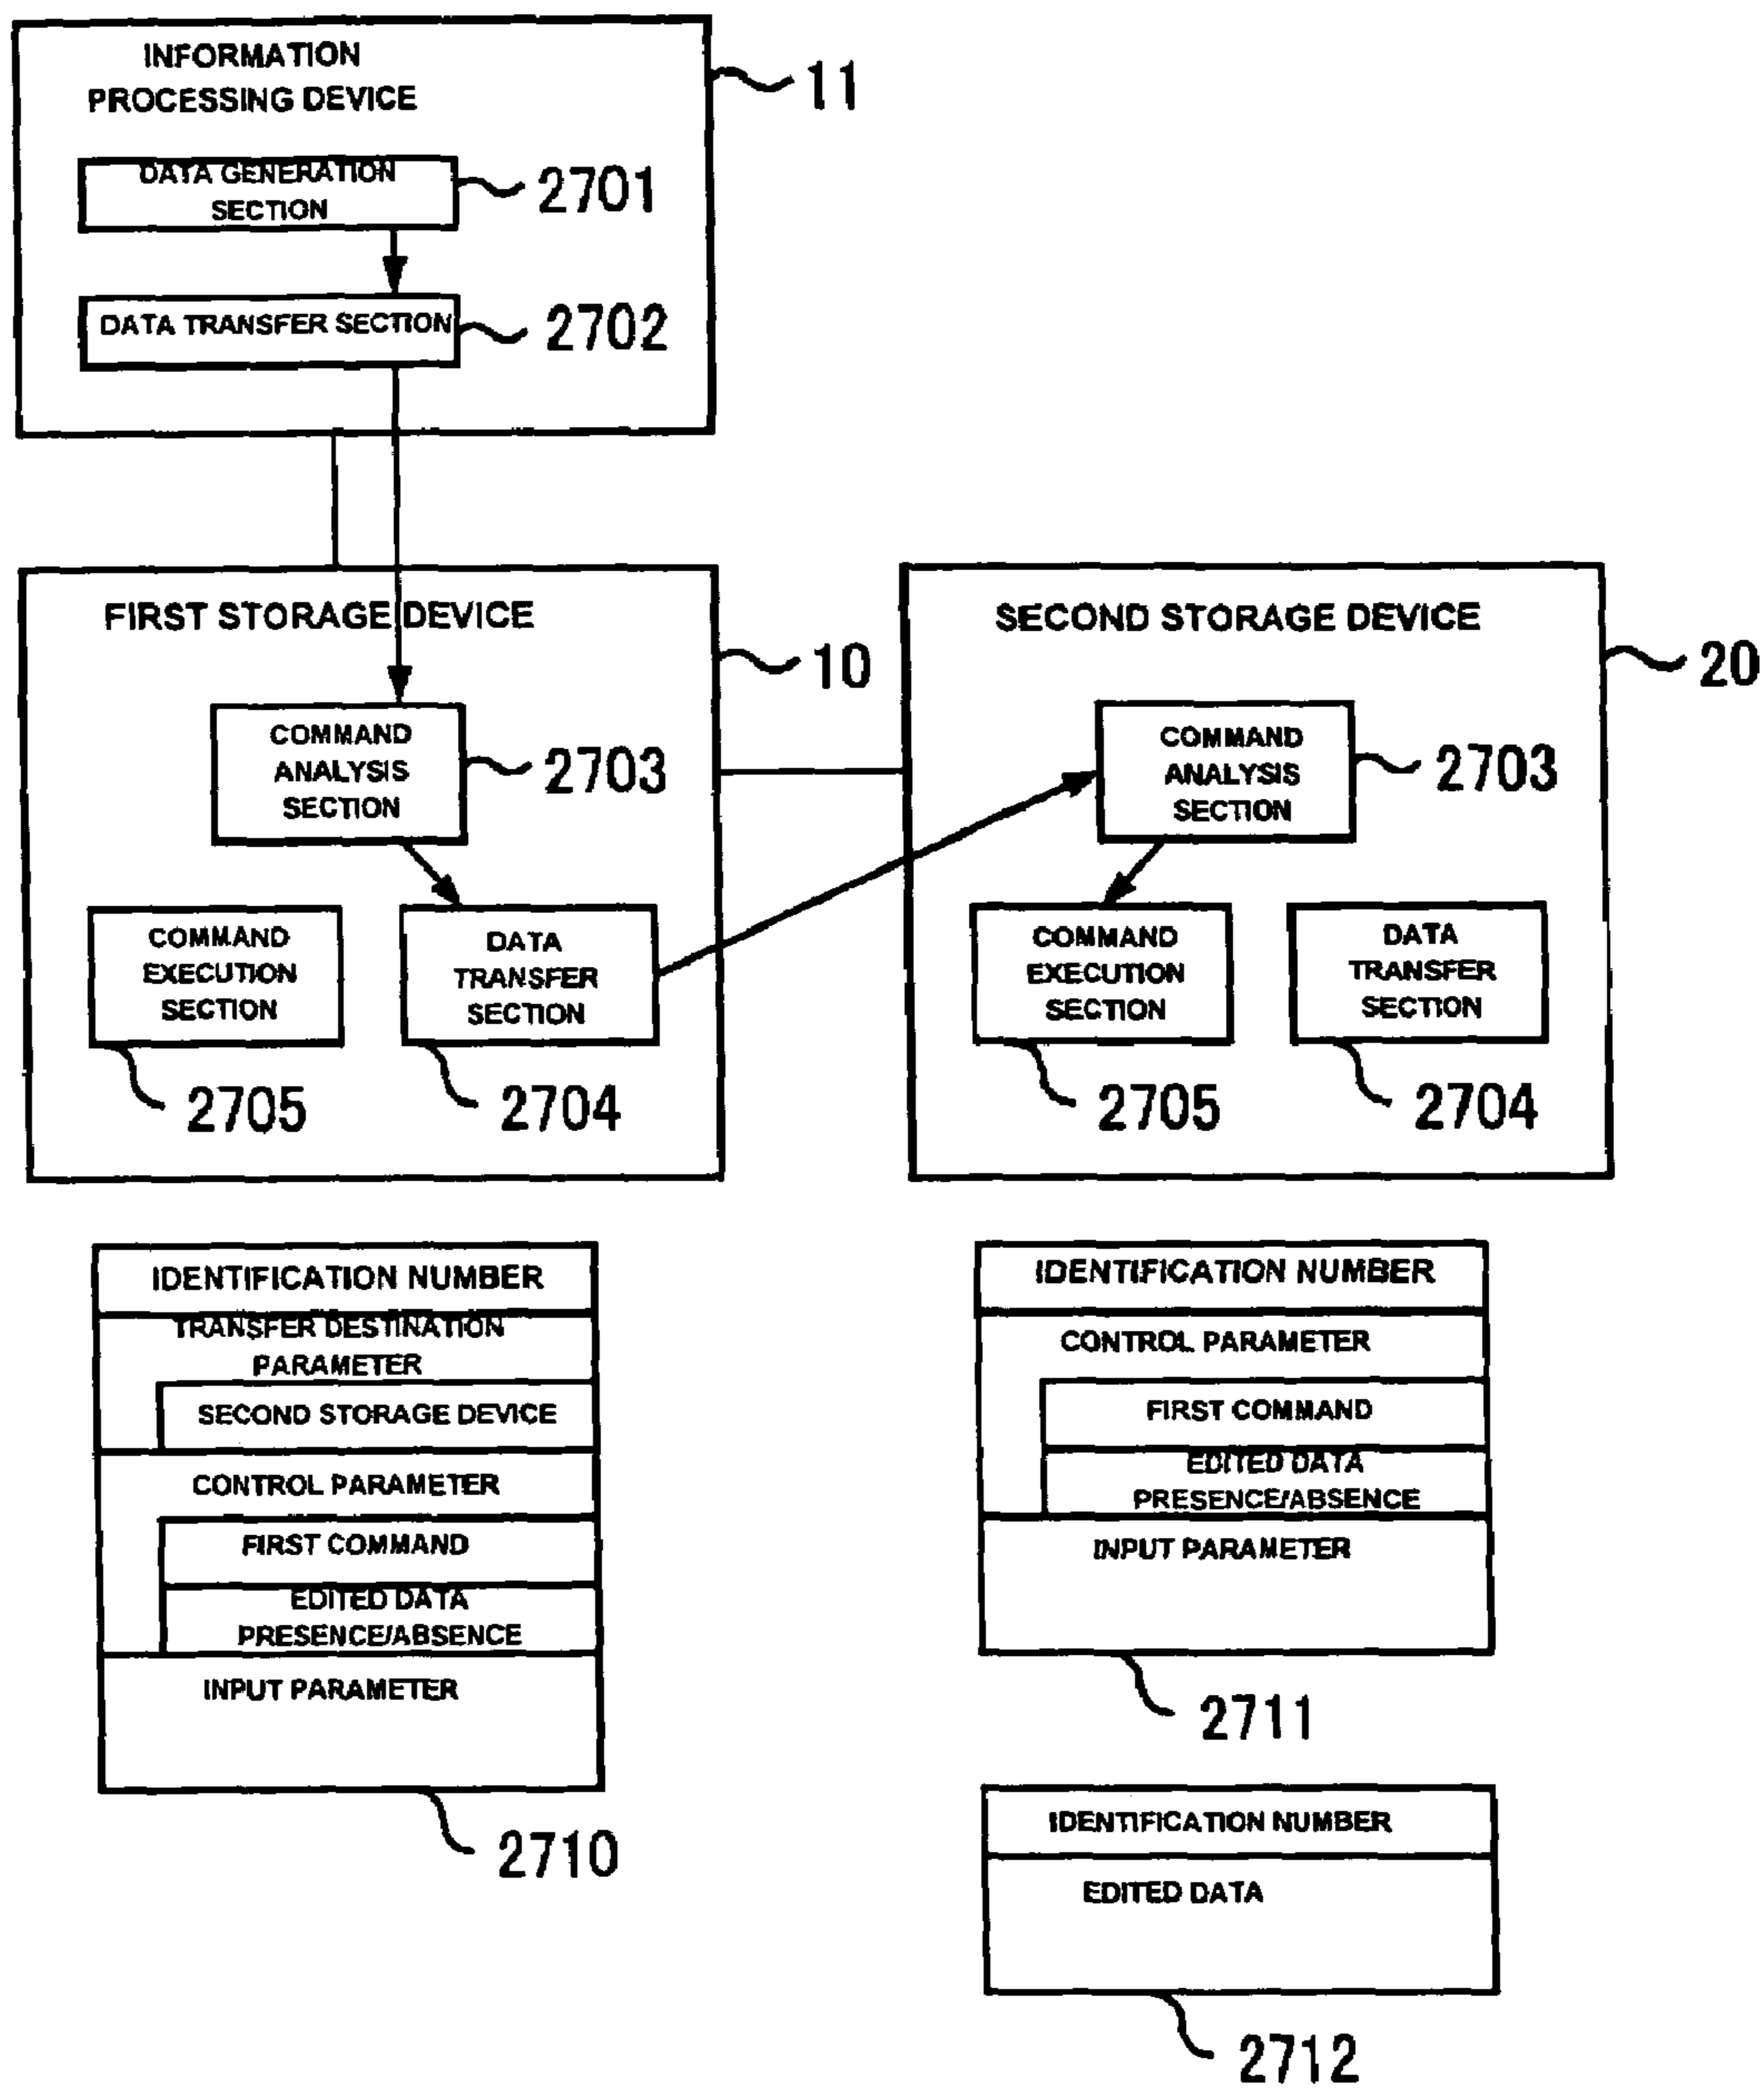 INFORMATION
PROCESSING DEVICE
11
DATA GENERATION
SECTION
2701
DATA TRANSFER SECTION
2702
FIRST STORAGE DEVICE
10
COMMAND
ANALYSIS
SECTION
2703
COMMAND
EXECUTION
SECTION
2705
DATA
TRANSFER
SECTION
2704
SECOND STORAGE DEVICE
20
COMMAND
ANALYSIS
SECTION
2703
COMMAND
EXECUTION
SECTION
2705
DATA
TRANSFER
SECTION
2704
IDENTIFICATION NUMBER
TRANSFER DESTINATION
PARAMETER
SECOND STORAGE DEVICE
CONTROL PARAMETER
FIRST COMMAND
EDITED DATA
PRESENCE/ABSENCE
INPUT PARAMETER
2710
IDENTIFICATION NUMBER
CONTROL PARAMETER
FIRST COMMAND
EDITED DATA
PRESENCE/ABSENCE
INPUT PARAMETER
2711
IDENTIFICATION NUMBER
EDITED DATA
2712